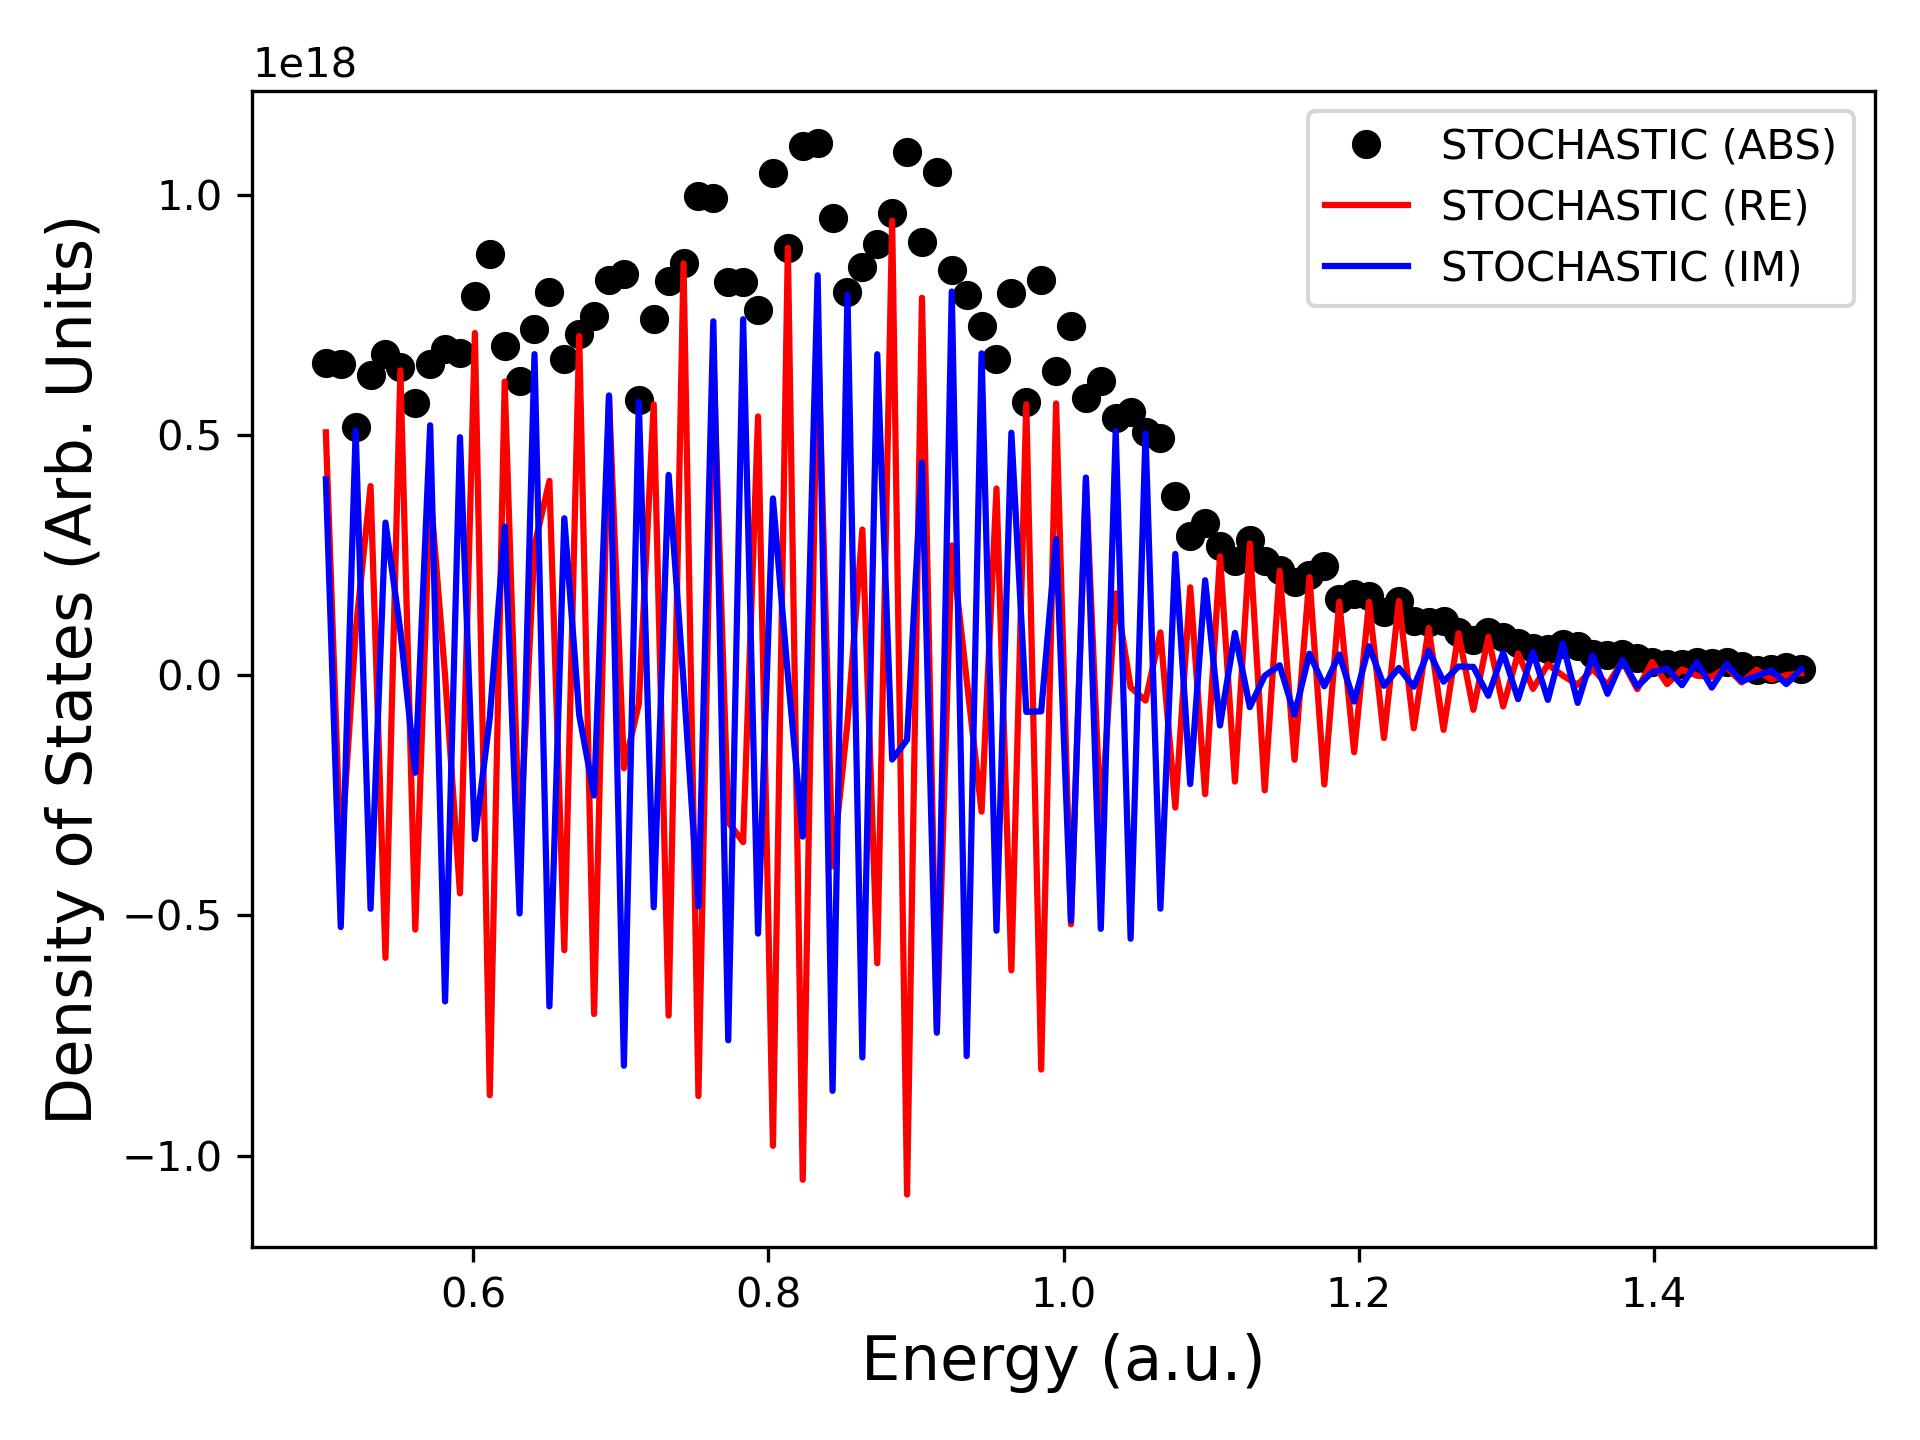 1e18
STOCHASTIC (ABS)
STOCHASTIC (RE)
STOCHASTIC (IM)
Density of States (Arb. Units)
1.0
0.5
0.0
−0.5
−1.0
0.6
0.8
1.0
1.2
1.4
Energy (a.u.)